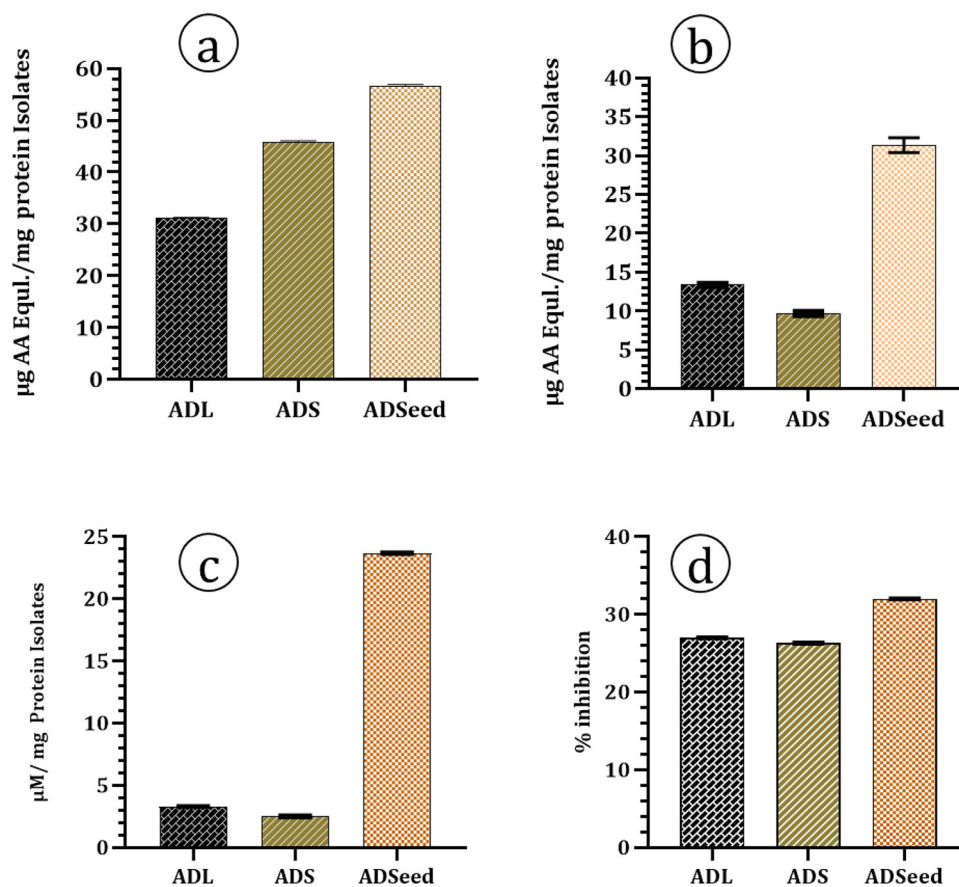 a
µg AA Equl./mg protein Isolates
60
50
40
30
20
10
0
ADL ADS ADSeed
b
µg AA Equl./mg protein Isolates
40
35
30
25
20
15
10
5
0
ADL ADS ADSeed
c
µM/ mg Protein Isolates
25
20
15
10
5
0
ADL ADS ADSeed
d
% inhibition
40
30
20
10
0
ADL ADS ADSeed